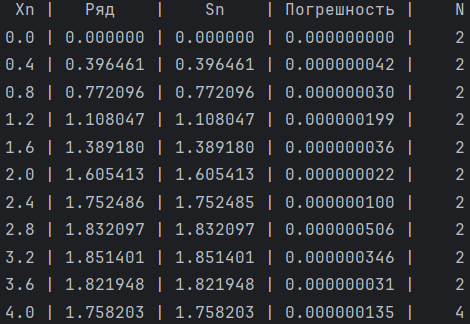 Xn | Ряд | Sn | Погрешность | N
0.0 | 0.000000 | 0.000000 | 0.000000000 | 2
0.4 | 0.396461 | 0.396461 | 0.000000042 | 2
0.8 | 0.772096 | 0.772096 | 0.000000030 | 2
1.2 | 1.108047 | 1.108047 | 0.000000199 | 2
1.6 | 1.389180 | 1.389180 | 0.000000036 | 2
2.0 | 1.605413 | 1.605413 | 0.000000022 | 2
2.4 | 1.752486 | 1.752485 | 0.000000100 | 2
2.8 | 1.832097 | 1.832097 | 0.000000506 | 2
3.2 | 1.851401 | 1.851401 | 0.000000346 | 2
3.6 | 1.821948 | 1.821948 | 0.000000031 | 2
4.0 | 1.758203 | 1.758203 | 0.000000135 | 4